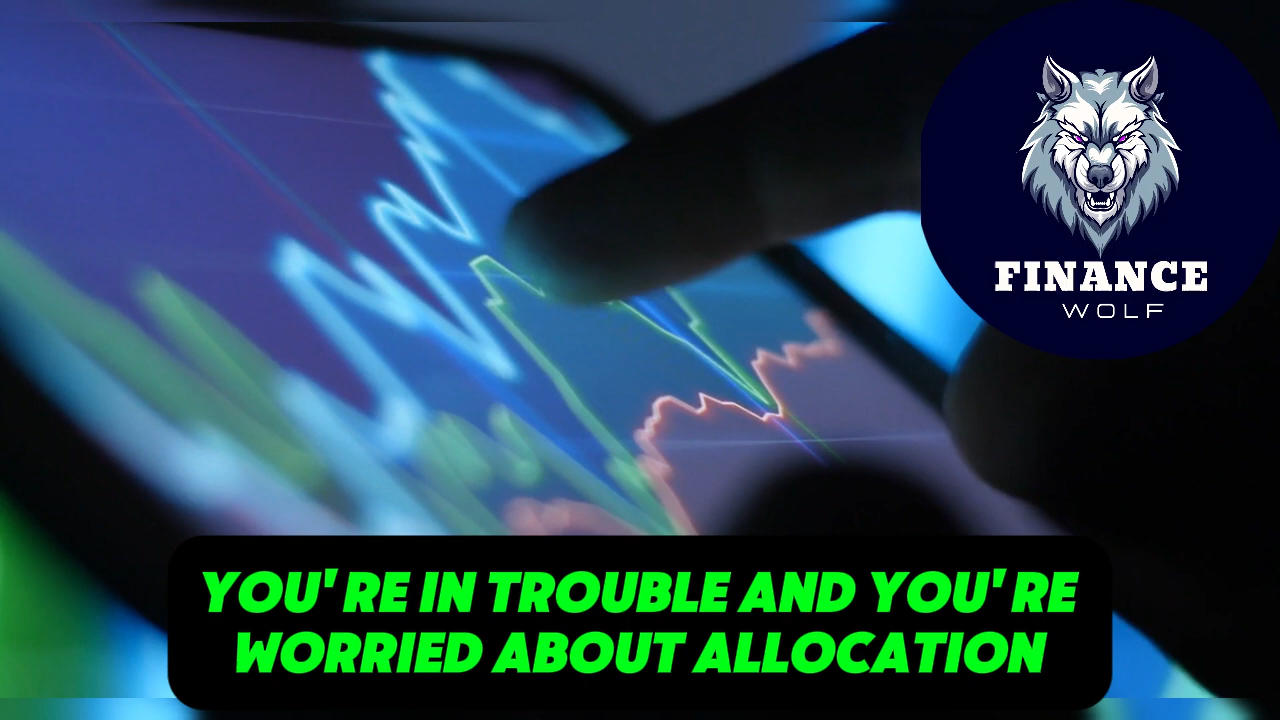 FINANCE
WOLF
YOU'RE IN TROUBLE AND YOU'RE
WORRIED ABOUT ALLOCATION